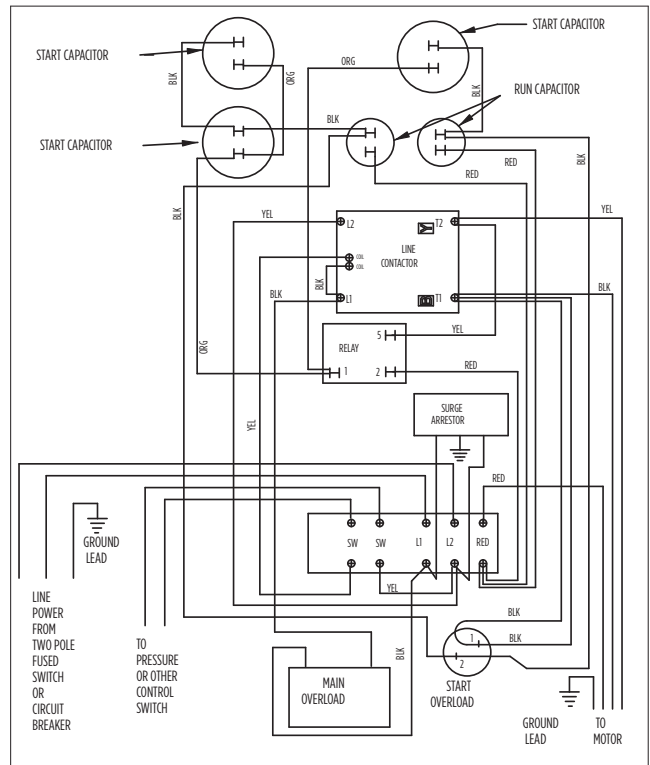 START CAPACITOR
START CAPACITOR
BLK
ORG
ORG
BLK
RUN CAPACITOR
START CAPACITOR
BLK
RED
RED
BLK
BLK
YEL
L2
Y T2
YEL
LINE
CONTACTOR
COIL
COIL
BLK
BLK
L1
B T1
BLK
5
YEL
RELAY
ORG
1
2
RED
SURGE
ARRESTOR
YEL
RED
GROUND
LEAD
SW
SW
L1
L2
RED
YEL
LINE
POWER
FROM
TWO POLE
FUSED
SWITCH
OR
CIRCUIT
BREAKER
TO
PRESSURE
OR OTHER
CONTROL
SWITCH
BLK
BLK
1
BLK
2
MAIN
OVERLOAD
START
OVERLOAD
GROUND
LEAD
TO
MOTOR